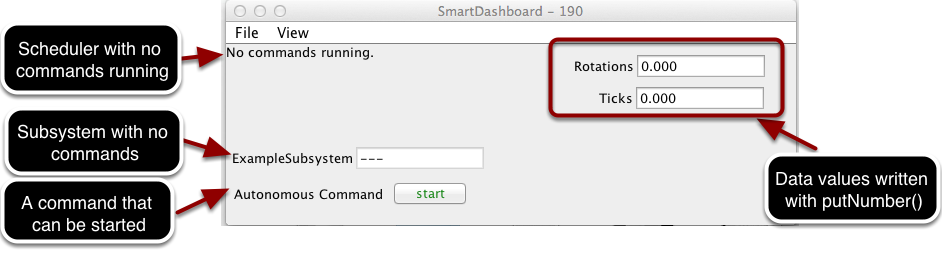 SmartDashboard - 190
File View
Scheduler with no
commands running
No commands running.
Rotations 0.000
Ticks 0.000
Subsystem with no
commands
ExampleSubsystem ---
A command that
can be started
Autonomous Command start
Data values written
with putNumber()